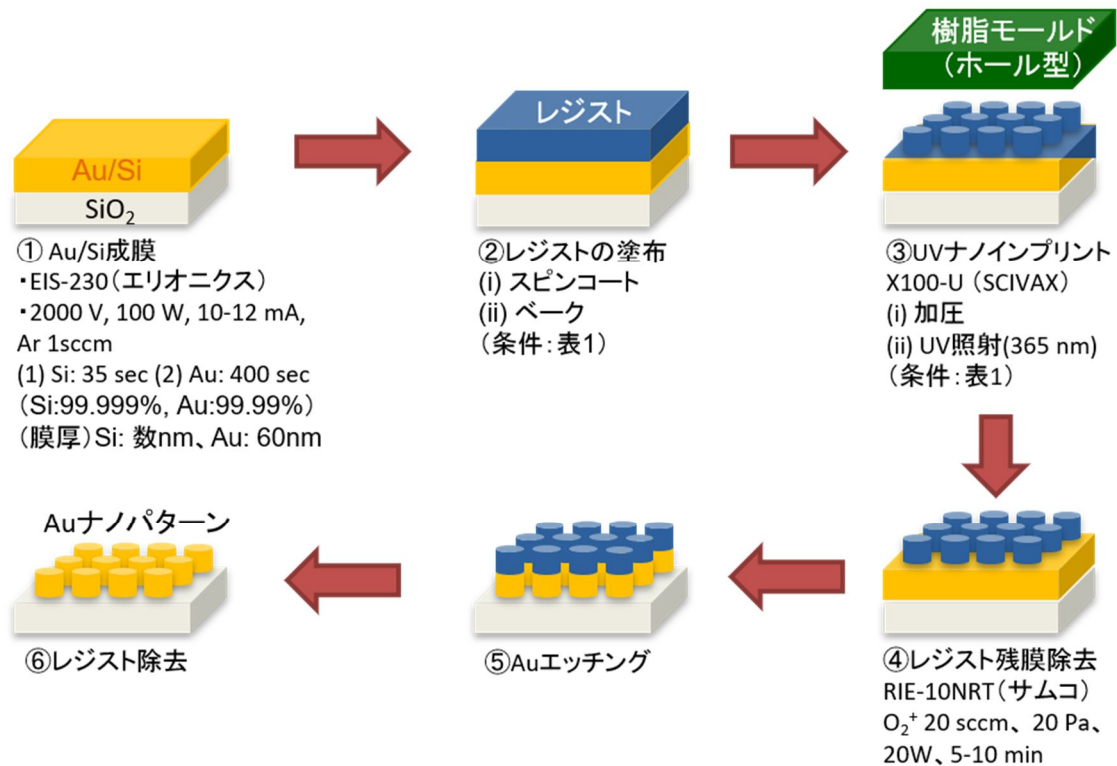 Au/Si
SiO₂
① Au/Si成膜
・EIS-230(エリオニクス)
・2000 V, 100 W, 10-12 mA,
Ar 1sccm
(1) Si: 35 sec (2) Au: 400 sec
(Si:99.999%, Au:99.99%)
(膜厚)Si: 数nm、Au: 60nm
レジスト
②レジストの塗布
(i) スピンコート
(ii) ベーク
(条件:表1)
樹脂モールド
(ホール型)
③UVナノインプリント
X100-U (SCIVAX)
(i) 加圧
(ii) UV照射(365 nm)
(条件:表1)
④レジスト残膜除去
RIE-10NRT(サムコ)
O₂⁺ 20 sccm、20 Pa、
20W、5-10 min
⑤Auエッチング
Auナノパターン
⑥レジスト除去